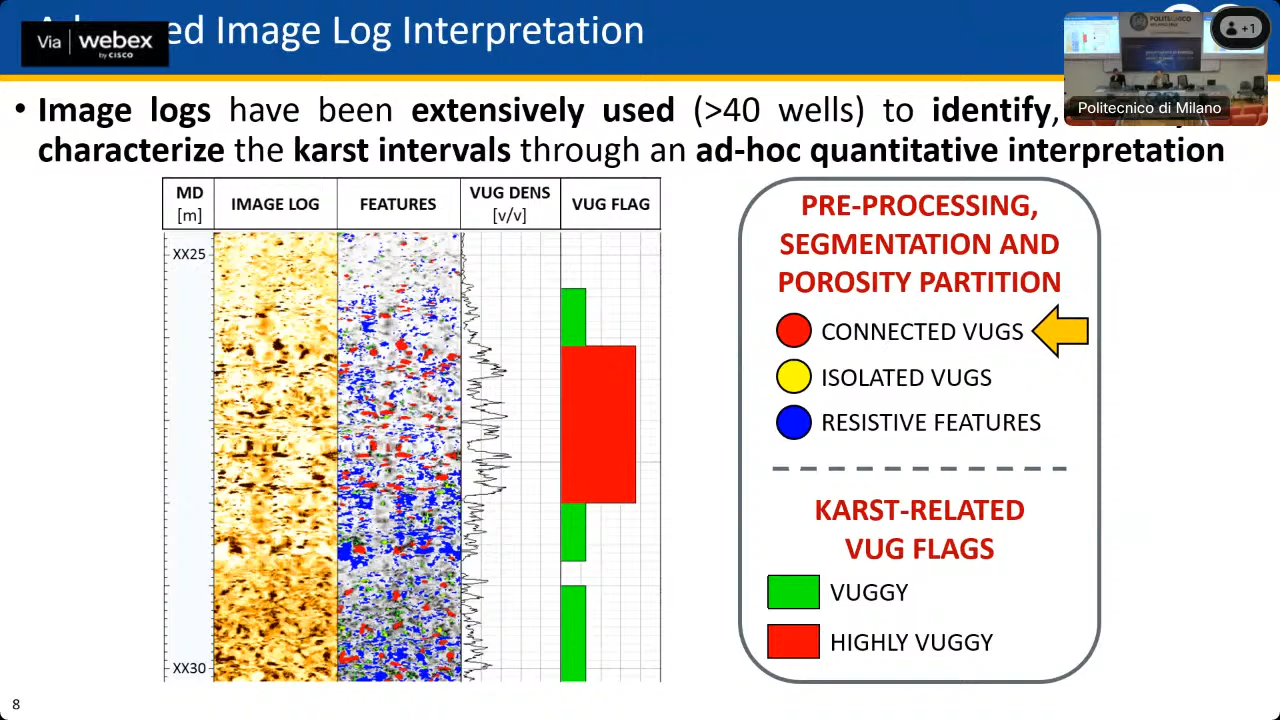 Via webex
by CISCO
ed Image Log Interpretation
+1
Politecnico di Milano
• Image logs have been extensively used (>40 wells) to identify,
characterize the karst intervals through an ad-hoc quantitative interpretation
MD
[m]
IMAGE LOG
FEATURES
VUG DENS
[v/v]
VUG FLAG
XX25
XX30
PRE-PROCESSING,
SEGMENTATION AND
POROSITY PARTITION
CONNECTED VUGS
ISOLATED VUGS
RESISTIVE FEATURES
KARST-RELATED
VUG FLAGS
VUGGY
HIGHLY VUGGY
8